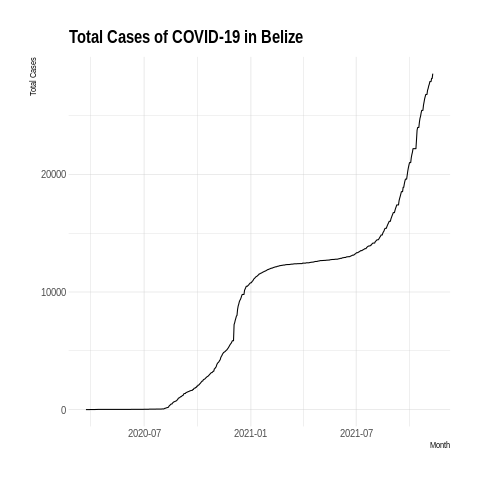 Total Cases of COVID-19 in Belize
Total Cases
20000
10000
0
2020-07
2021-01
2021-07
Month